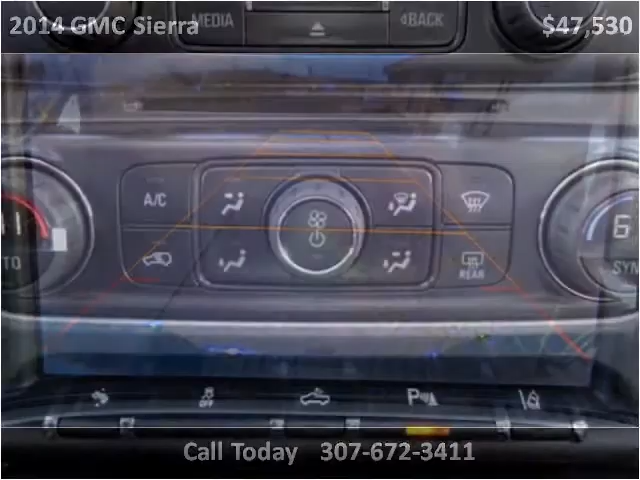 2014 GMC Sierra $47,530
MEDIA BACK
A/C
REAR
Call Today 307-672-3411